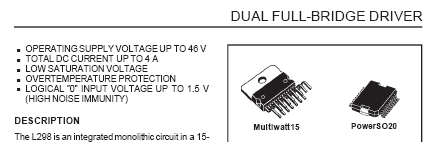 DUAL FULL-BRIDGE DRIVER
OPERATING SUPPLY VOLTAGE UP TO 46 V
TOTAL DC CURRENT UP TO 4 A
LOW SATURATION VOLTAGE
OVERTEMPERATURE PROTECTION
LOGICAL "0" INPUT VOLTAGE UP TO 1.5 V
(HIGH NOISE IMMUNITY)
DESCRIPTION
The L298 is an integrated monolithic circuit in a 15-
Multiwatt15
PowerSO20